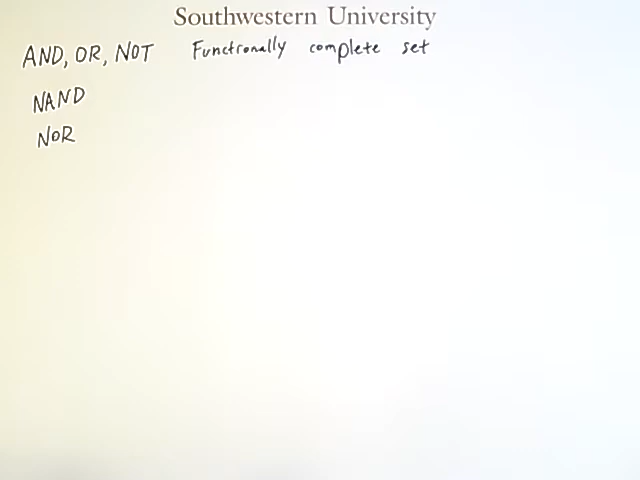 Southwestern University
AND, OR, NOT Functionally complete set
NAND
NOR